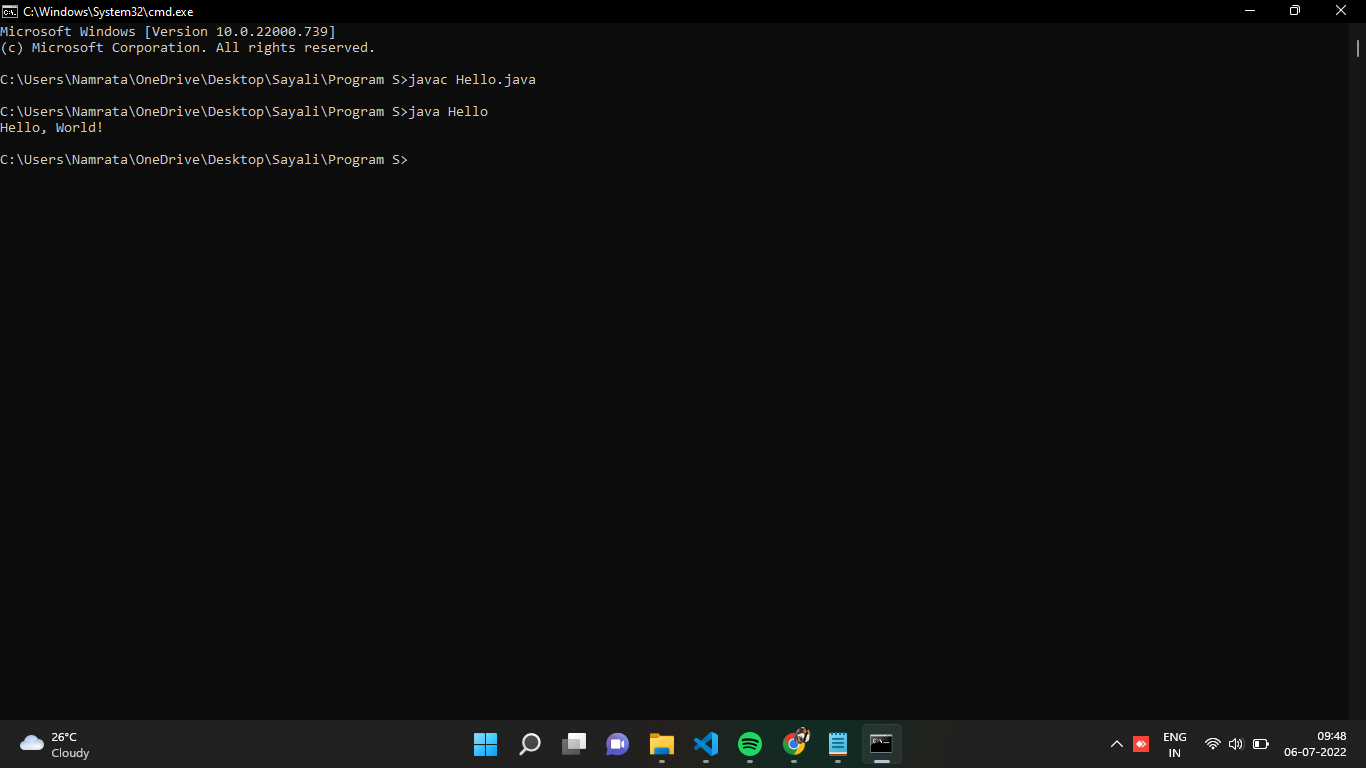 C:\Windows\System32\cmd.exe
Microsoft Windows [Version 10.0.22000.739]
(c) Microsoft Corporation. All rights reserved.
C:\Users\Namrata\OneDrive\Desktop\Sayali\Program S>javac Hello.java
C:\Users\Namrata\OneDrive\Desktop\Sayali\Program S>java Hello
Hello, World!
C:\Users\Namrata\OneDrive\Desktop\Sayali\Program S>
26°C
Cloudy
ENG
IN
09:48
06-07-2022